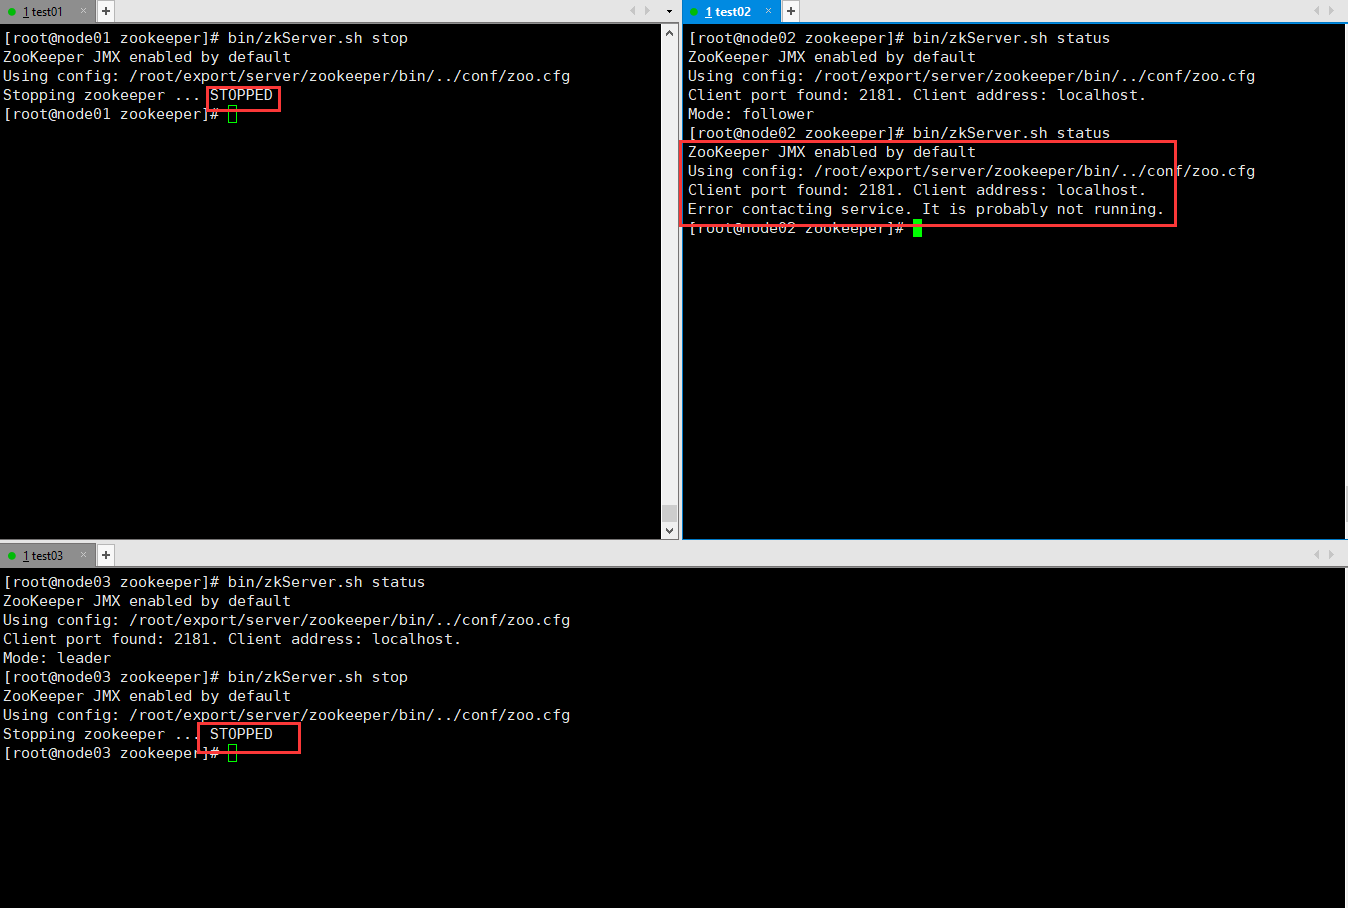 1 test01 × +
[root@node01 zookeeper]# bin/zkServer.sh stop
ZooKeeper JMX enabled by default
Using config: /root/export/server/zookeeper/bin/../conf/zoo.cfg
Stopping zookeeper ... STOPPED
[root@node01 zookeeper]#
1 test02 × +
[root@node02 zookeeper]# bin/zkServer.sh status
ZooKeeper JMX enabled by default
Using config: /root/export/server/zookeeper/bin/../conf/zoo.cfg
Client port found: 2181. Client address: localhost.
Mode: follower
[root@node02 zookeeper]# bin/zkServer.sh status
ZooKeeper JMX enabled by default
Using config: /root/export/server/zookeeper/bin/../conf/zoo.cfg
Client port found: 2181. Client address: localhost.
Error contacting service. It is probably not running.
[root@node02 zookeeper]#
1 test03 × +
[root@node03 zookeeper]# bin/zkServer.sh status
ZooKeeper JMX enabled by default
Using config: /root/export/server/zookeeper/bin/../conf/zoo.cfg
Client port found: 2181. Client address: localhost.
Mode: leader
[root@node03 zookeeper]# bin/zkServer.sh stop
ZooKeeper JMX enabled by default
Using config: /root/export/server/zookeeper/bin/../conf/zoo.cfg
Stopping zookeeper ... STOPPED
[root@node03 zookeeper]#